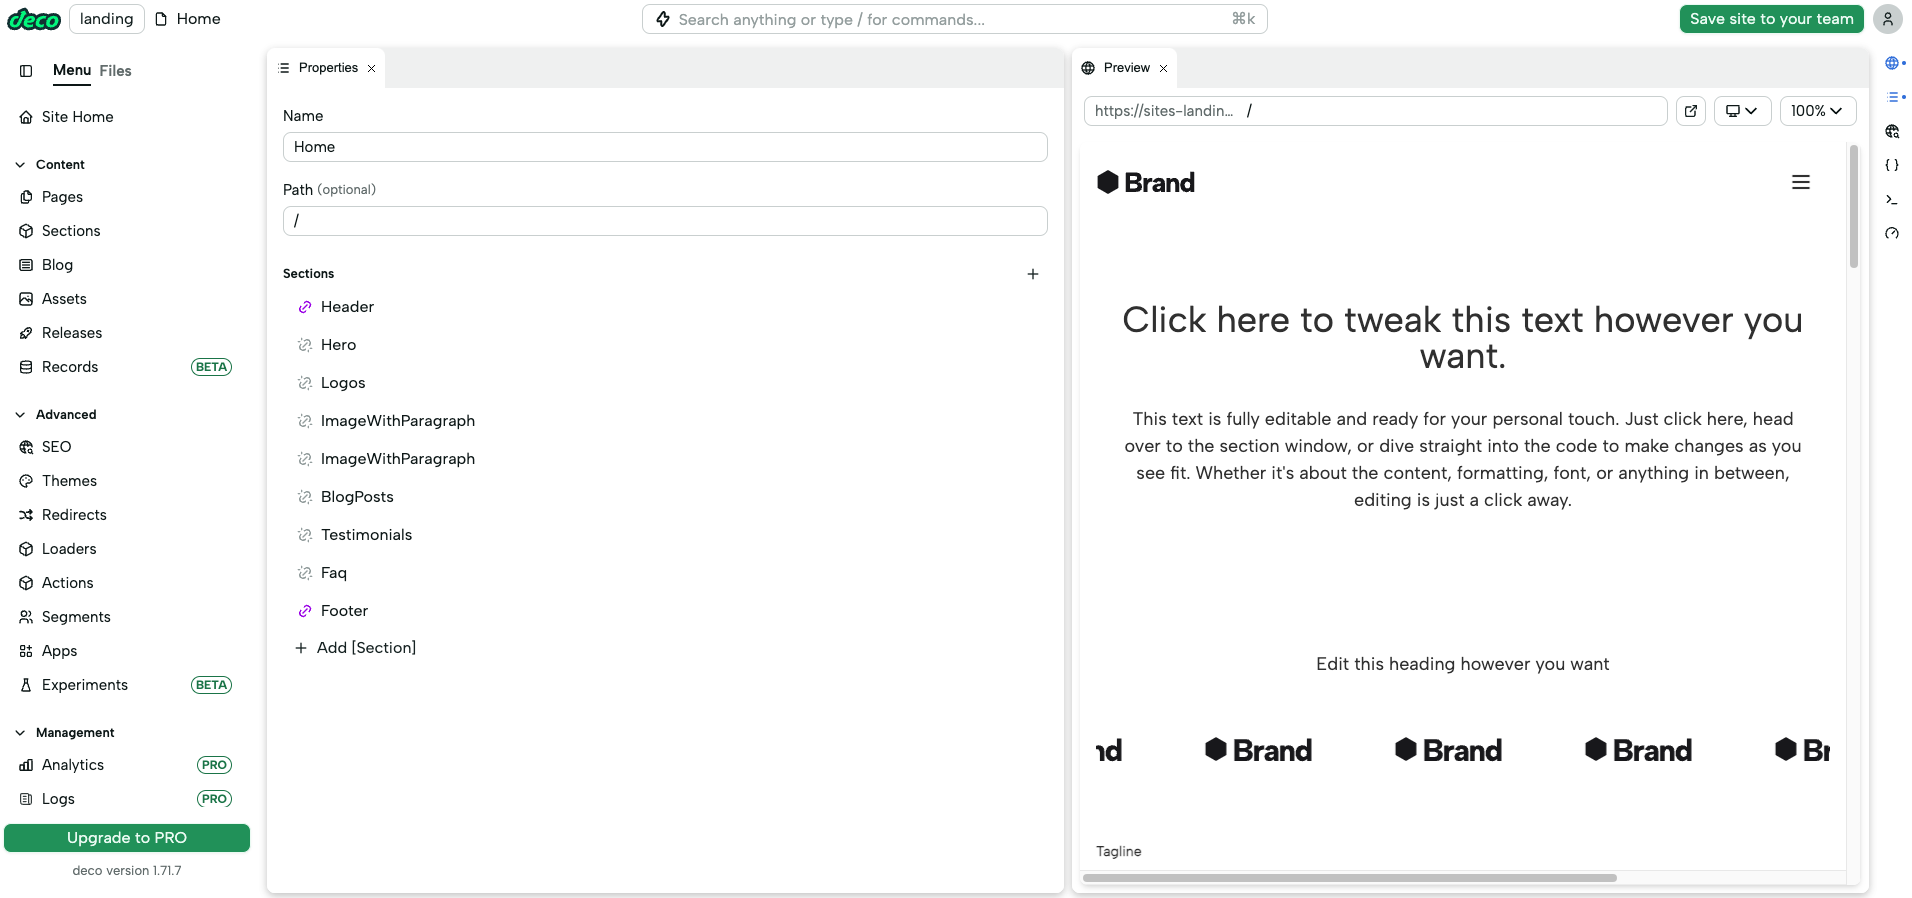 deco landing Home
Search anything or type / for commands... ⌘k
Save site to your team
Menu Files
Site Home
Content
Pages
Sections
Blog
Assets
Releases
Records BETA
Advanced
SEO
Themes
Redirects
Loaders
Actions
Segments
Apps
Experiments BETA
Management
Analytics PRO
Logs PRO
Upgrade to PRO
deco version 1.71.7
Properties
Name
Home
Path (optional)
/
Sections
Header
Hero
Logos
ImageWithParagraph
ImageWithParagraph
BlogPosts
Testimonials
Faq
Footer
Add [Section]
Preview
https://sites-landin... /
100%
Brand
Click here to tweak this text however you
want.
This text is fully editable and ready for your personal touch. Just click here, head
over to the section window, or dive straight into the code to make changes as you
see fit. Whether it's about the content, formatting, font, or anything in between,
editing is just a click away.
Edit this heading however you want
nd Brand Brand Brand Br
Tagline